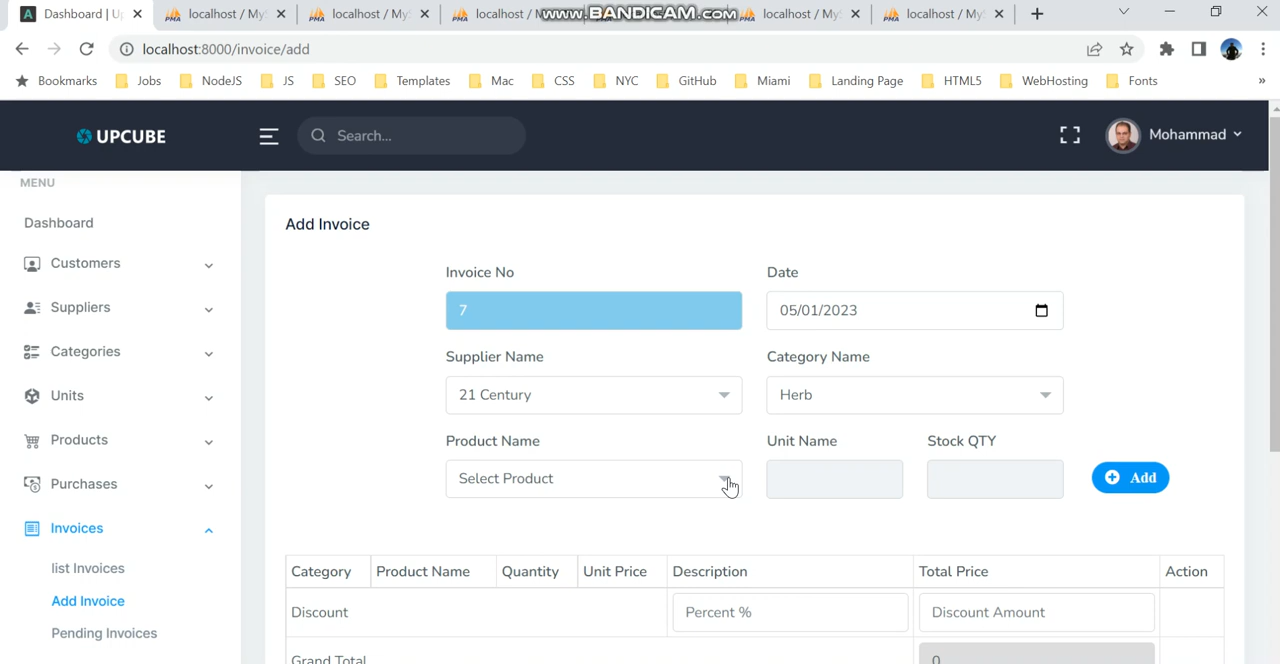 Dashboard | U
localhost / My
localhost / My
localhost / M
www.BANDICAM.com
localhost / My
localhost / My
localhost:8000/invoice/add
Bookmarks Jobs NodeJS JS SEO Templates Mac CSS NYC GitHub Miami Landing Page HTML5 WebHosting Fonts »
UPCUBE
Search...
Mohammad
MENU
Dashboard
Customers
Suppliers
Categories
Units
Products
Purchases
Invoices
list Invoices
Add Invoice
Pending Invoices
Add Invoice
Invoice No Date
7 05/01/2023
Supplier Name Category Name
21 Century Herb
Product Name Unit Name Stock QTY
Select Product Add
Category Product Name Quantity Unit Price Description Total Price Action
Discount Percent % Discount Amount
Grand Total 0